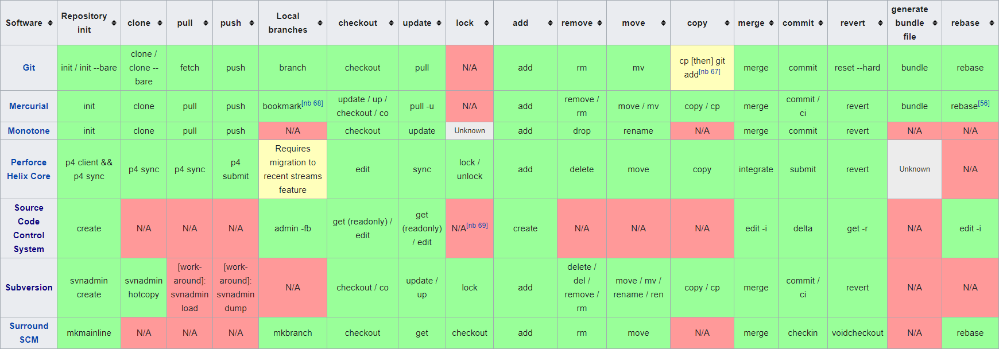 Software
Repository
init
clone
pull
push
Local
branches
checkout
update
lock
add
remove
move
copy
merge
commit
revert
generate
bundle
file
rebase
Git
init / init --bare
clone /
clone --
bare
fetch
push
branch
checkout
pull
N/A
add
rm
mv
cp [then] git
add[nb 67]
merge
commit
reset --hard
bundle
rebase
Mercurial
init
clone
pull
push
bookmark[nb 68]
update / up /
checkout / co
pull -u
N/A
add
remove /
rm
move / mv
copy / cp
merge
commit /
ci
revert
bundle
rebase[56]
Monotone
init
clone
pull
push
N/A
checkout
update
Unknown
add
drop
rename
N/A
merge
commit
revert
N/A
N/A
Perforce
Helix Core
p4 client &&
p4 sync
p4 sync
p4 sync
p4
submit
Requires
migration to
recent streams
feature
edit
sync
lock /
unlock
add
delete
move
copy
integrate
submit
revert
Unknown
N/A
Source
Code
Control
System
create
N/A
N/A
N/A
admin -fb
get (readonly) /
edit
get
(readonly)
/ edit
N/A[nb 69]
create
N/A
N/A
N/A
edit -i
delta
get -r
N/A
edit -i
Subversion
svnadmin
create
svnadmin
hotcopy
[work-
around]:
svnadmin
load
[work-
around]:
svnadmin
dump
N/A
checkout / co
update /
up
lock
add
delete /
del /
remove /
rm
move / mv /
rename / ren
copy / cp
merge
commit /
ci
revert
N/A
N/A
Surround
SCM
mkmainline
N/A
N/A
N/A
mkbranch
checkout
get
checkout
add
rm
move
N/A
merge
checkin
voidcheckout
N/A
rebase